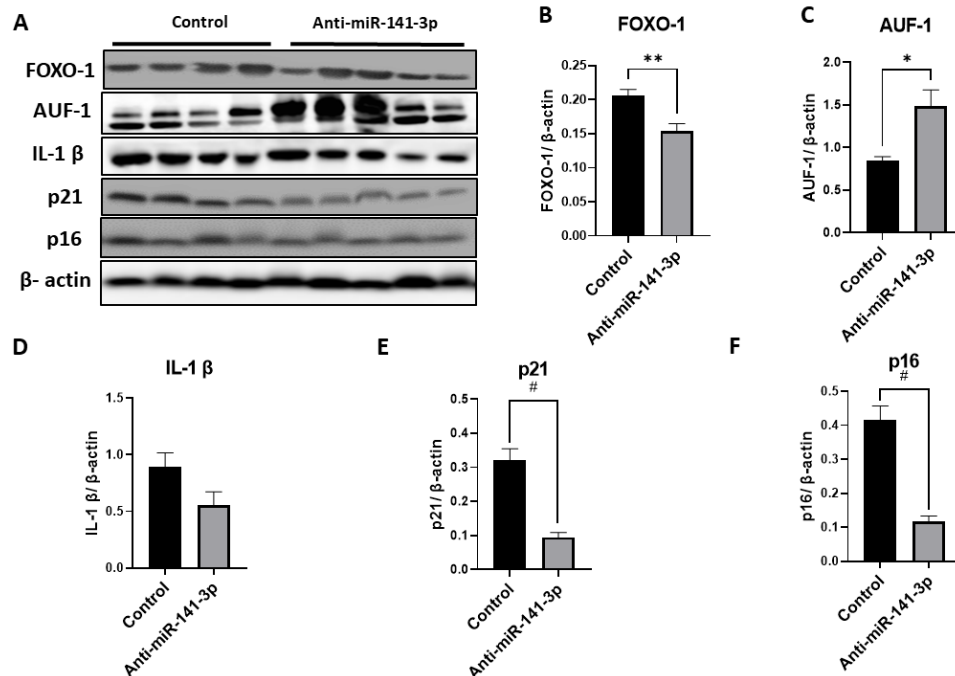 A
Control
Anti-miR-141-3p
FOXO-1
AUF-1
IL-1 β
p21
p16
β- actin
B
FOXO-1
**
0.25
0.20
0.15
0.10
0.05
0.00
FOXO-1/ β-actin
Control
Anti-miR-141-3p
C
AUF-1
*
2.0
1.5
1.0
0.5
0.0
AUF-1/ β-actin
Control
Anti-miR-141-3p
D
IL-1 β
1.5
1.0
0.5
0.0
IL-1 β/ β-actin
Control
Anti-miR-141-3p
E
p21
#
0.5
0.4
0.3
0.2
0.1
0.0
p21/ β-actin
Control
Anti-miR-141-3p
F
p16
#
0.5
0.4
0.3
0.2
0.1
0.0
p16/ β-actin
Control
Anti-miR-141-3p